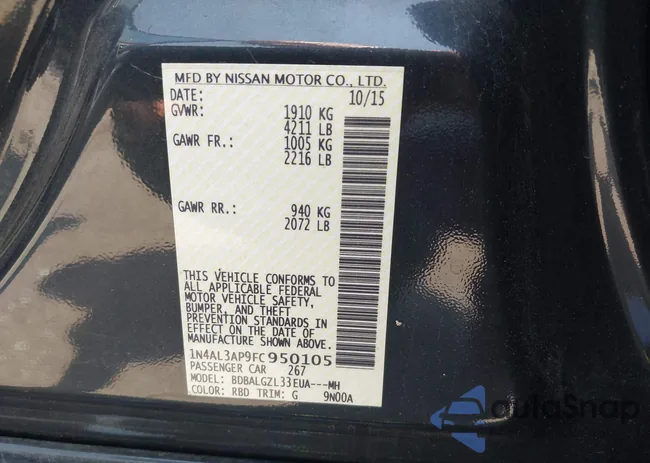 MFD BY NISSAN MOTOR CO., LTD.
DATE: 10/15
GVWR: 1910 KG
4211 LB
GAWR FR.: 1005 KG
2216 LB
GAWR RR.: 940 KG
2072 LB
THIS VEHICLE CONFORMS TO
ALL APPLICABLE FEDERAL
MOTOR VEHICLE SAFETY,
BUMPER, AND THEFT
PREVENTION STANDARDS IN
EFFECT ON THE DATE OF
MANUFACTURE SHOWN ABOVE.
1N4AL3AP9FC950105
PASSENGER CAR 267
MODEL: BDBALGZL33EUA---MH
COLOR: RBD TRIM: G 9N00A
autoSnap